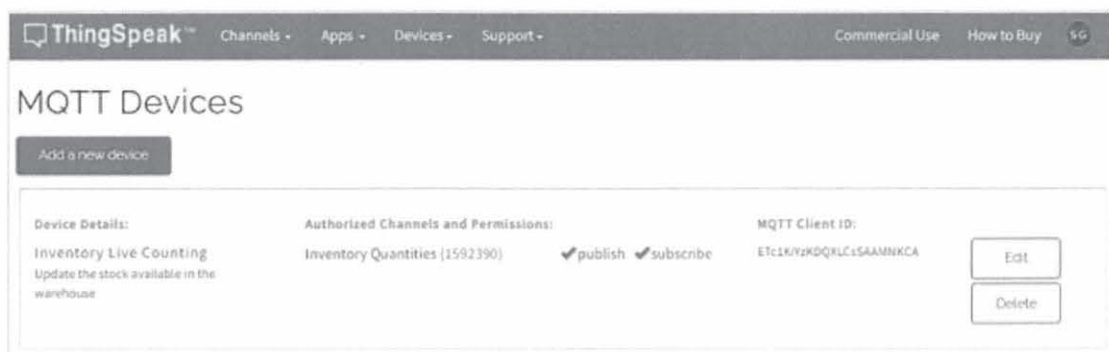 ThingSpeak™ Channels Apps Devices Support Commercial Use How to Buy SG
MQTT Devices
Add a new device
Device Details: Authorized Channels and Permissions: MQTT Client ID:
Inventory Live Counting Inventory Quantities (1592390) ✔publish ✔subscribe
Update the stock available in the
warehouse
Edit
Delete